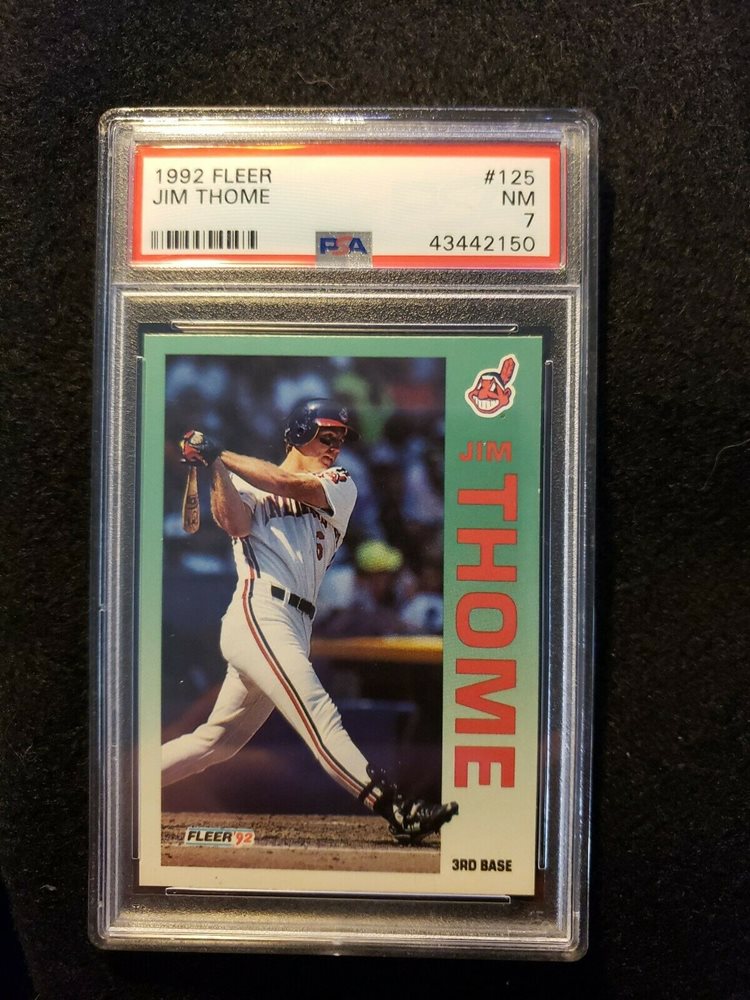 1992 FLEER #125
JIM THOME NM
7
PSA 43442150
JIM
THOME
FLEER '92
3RD BASE